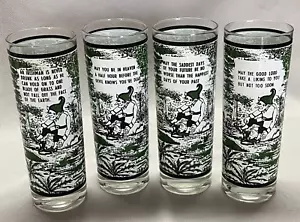 AN IRISHMAN IS NEVER
DRUNK AS LONG AS HE
CAN HOLD ON TO ONE
BLADE OF GRASS AND
NOT FALL OFF THE FACE
OF THE EARTH.
MAY YOU BE IN HEAVEN
A HALF HOUR BEFORE THE
DEVIL KNOWS YOU'RE DEAD
MAY THE SADDEST DAYS
OF YOUR FUTURE BE NO
WORSE THAN THE HAPPIEST
DAYS OF YOUR PAST
MAY THE GOOD LORD
TAKE A LIKING TO YOU
BUT NOT TOO SOON